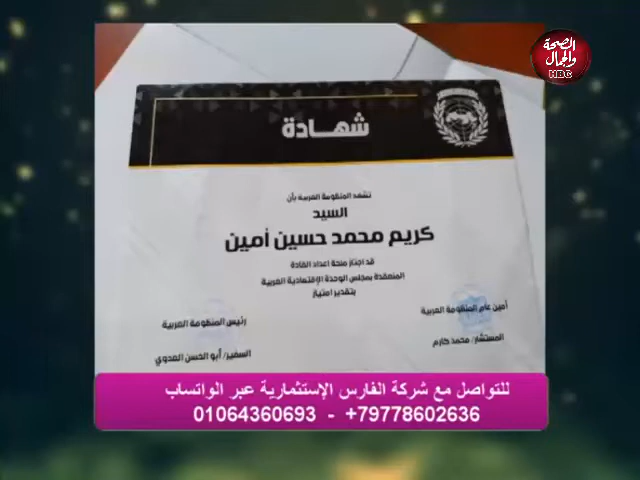 الصحة
والجمال
HBC
شهادة
تشهد المنظومة العربية بأن
السيد
كريم محمد حسين أمين
قد اجتاز منحة اعداد القادة
المنعقدة بمجلس الوحدة الإقتصادية العربية
بتقدير امتياز
أمين عام المنظومة العربية
رئيس المنظومة العربية
المستشار/ محمد كارم
السفير/ أبو الحسن العدوي
للتواصل مع شركة الفارس الإستثمارية عبر الواتساب
01064360693 - +79778602636